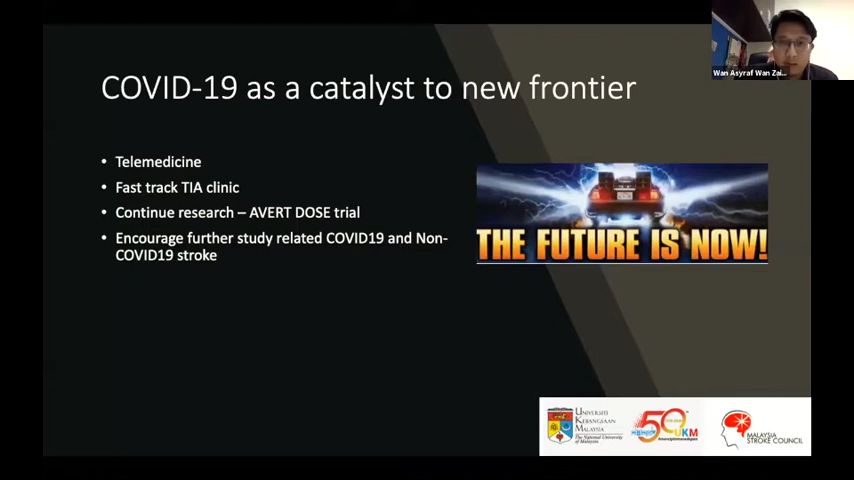 Wan Asyraf Wan Zai...
COVID-19 as a catalyst to new frontier
• Telemedicine
• Fast track TIA clinic
• Continue research – AVERT DOSE trial
• Encourage further study related COVID19 and Non-
COVID19 stroke
THE FUTURE IS NOW!
UNIVERSITI
KEBANGSAAN
MALAYSIA
The National University
of Malaysia
50
UKM
MALAYSIA
STROKE COUNCIL